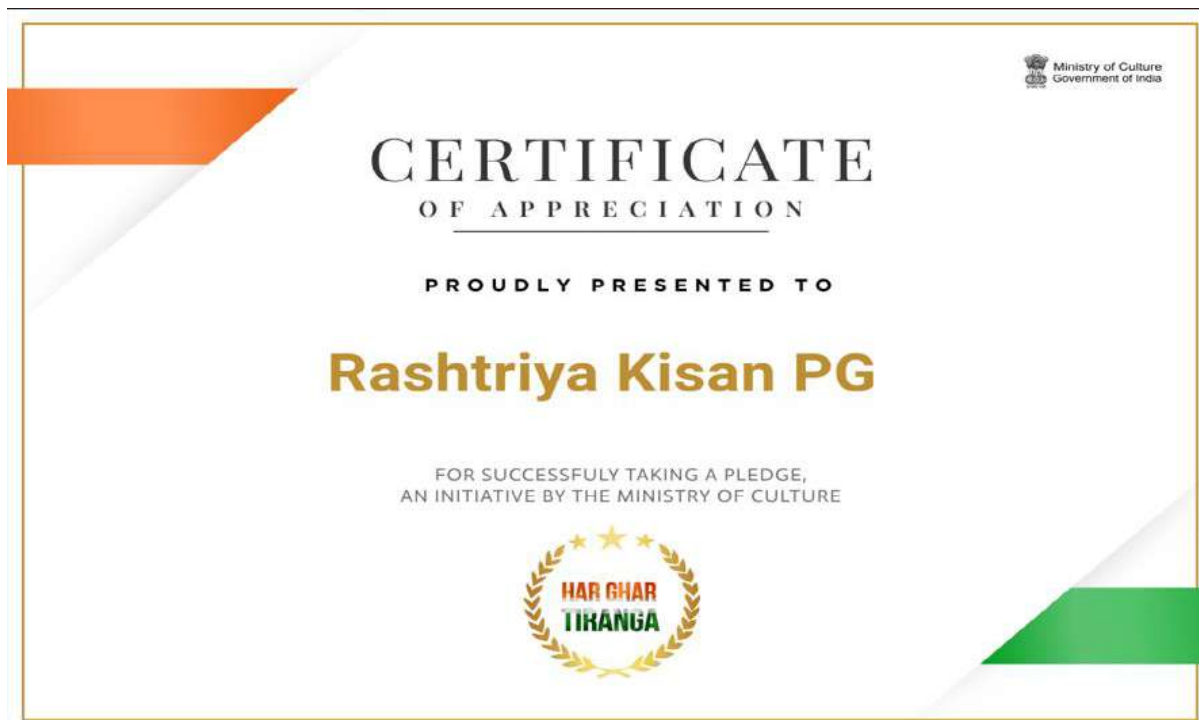 Ministry of Culture
Government of India
CERTIFICATE
OF APPRECIATION
PROUDLY PRESENTED TO
Rashtriya Kisan PG
FOR SUCCESSFULY TAKING A PLEDGE,
AN INITIATIVE BY THE MINISTRY OF CULTURE
HAR GHAR
TIRANGA